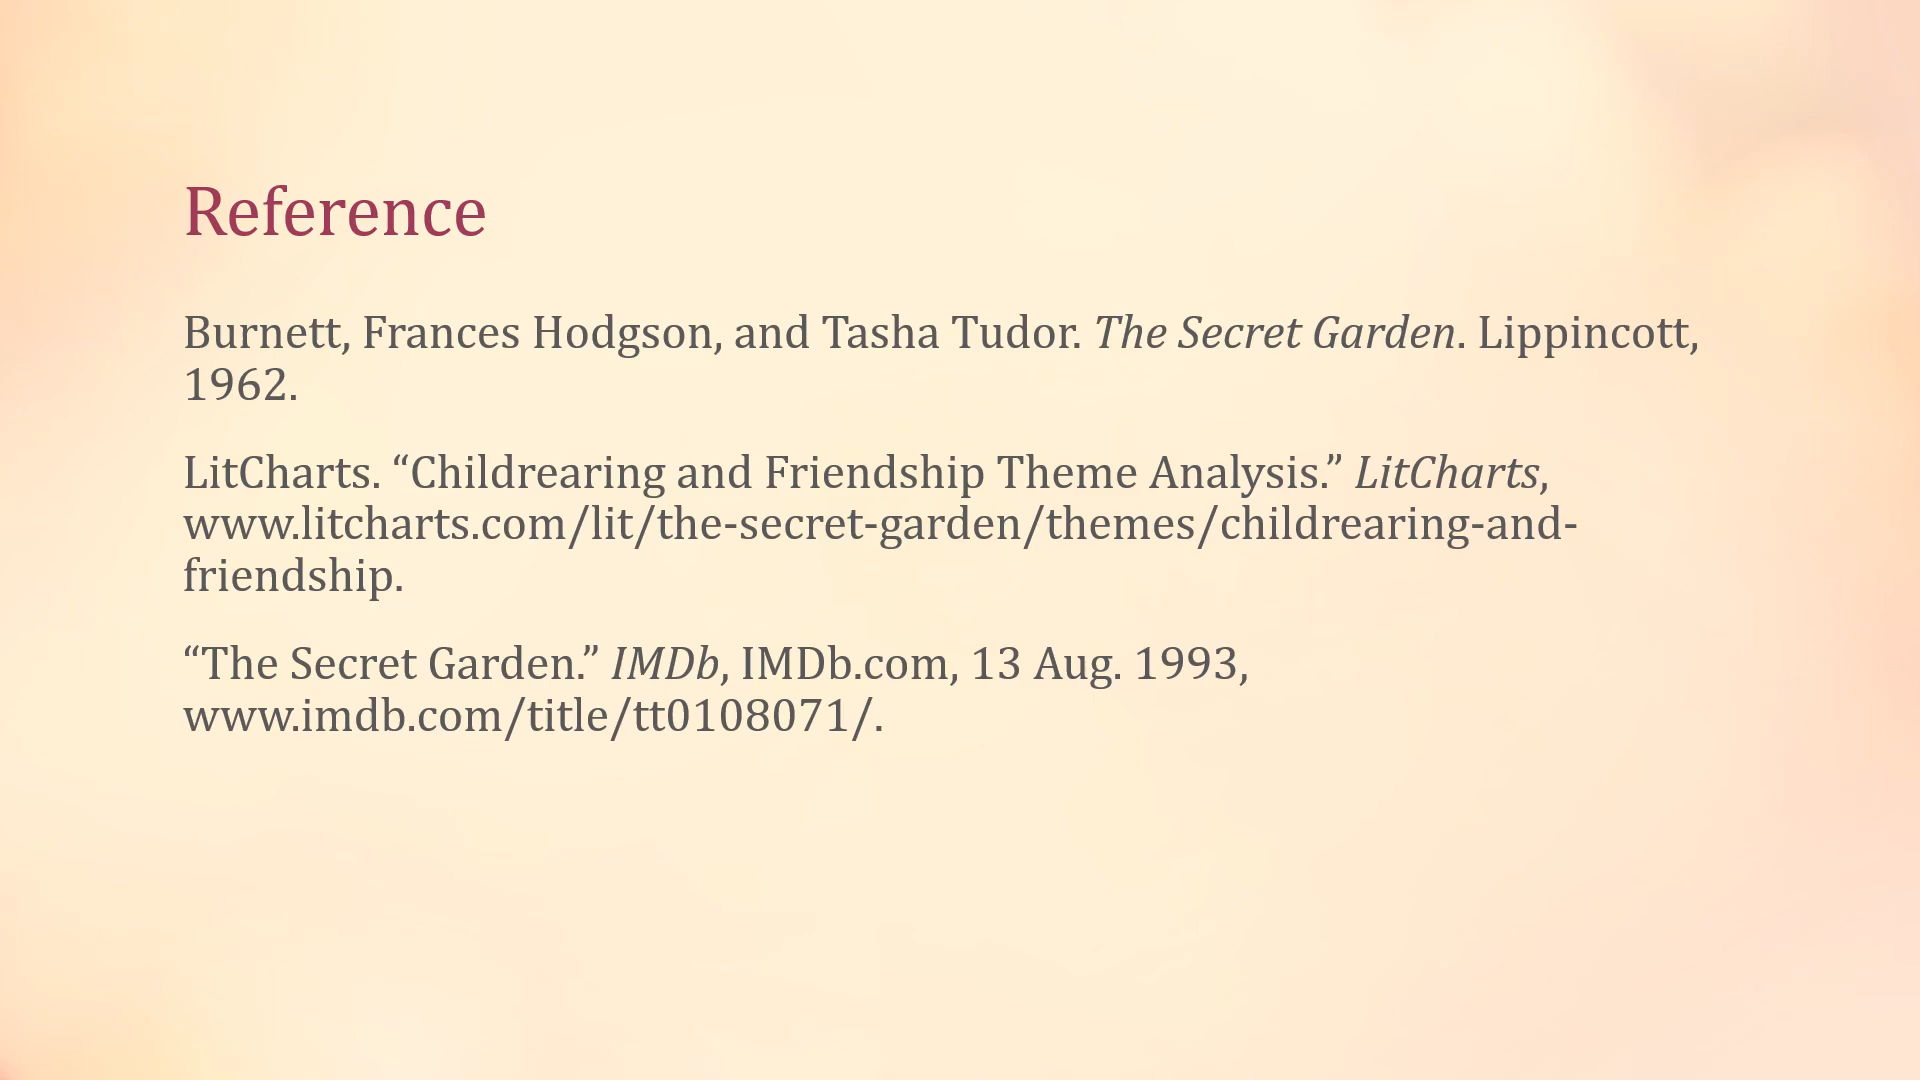 Reference
Burnett, Frances Hodgson, and Tasha Tudor. The Secret Garden. Lippincott,
1962.
LitCharts. “Childrearing and Friendship Theme Analysis.” LitCharts,
www.litcharts.com/lit/the-secret-garden/themes/childrearing-and-
friendship.
“The Secret Garden.” IMDb, IMDb.com, 13 Aug. 1993,
www.imdb.com/title/tt0108071/.